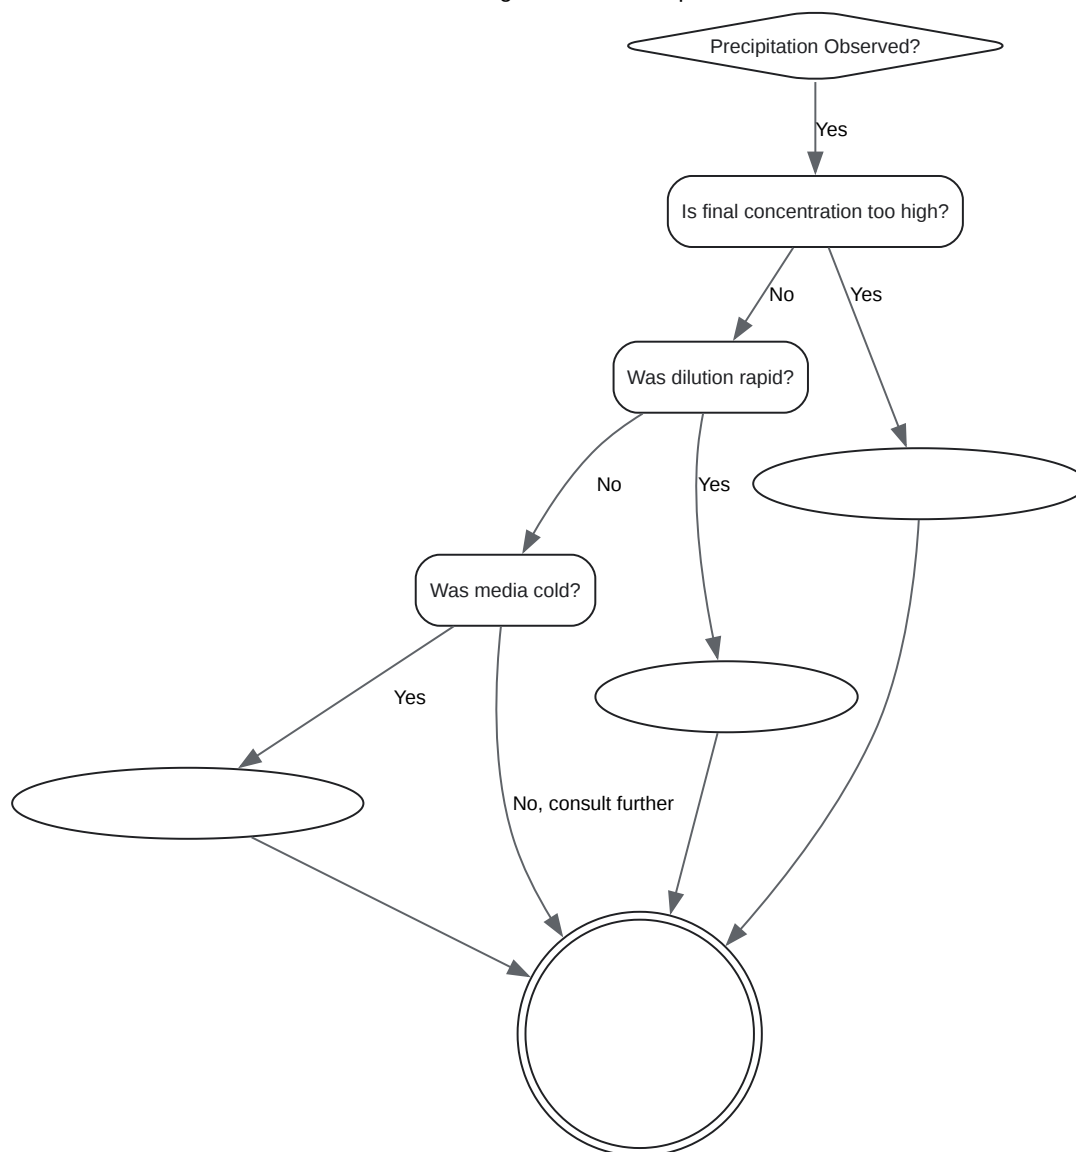 Precipitation Observed?
Yes
Is final concentration too high?
No
Yes
Was dilution rapid?
No
Yes
Was media cold?
Yes
No, consult further